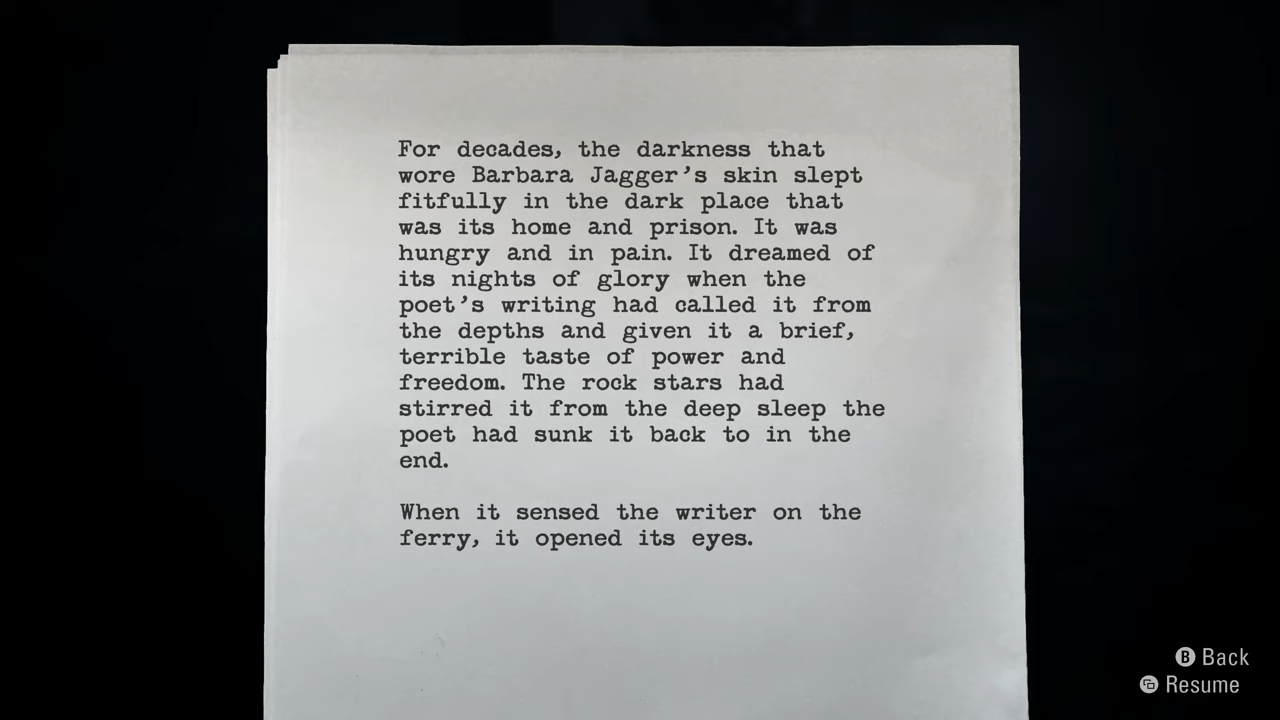 For decades, the darkness that
wore Barbara Jagger’s skin slept
fitfully in the dark place that
was its home and prison. It was
hungry and in pain. It dreamed of
its nights of glory when the
poet’s writing had called it from
the depths and given it a brief,
terrible taste of power and
freedom. The rock stars had
stirred it from the deep sleep the
poet had sunk it back to in the
end.
When it sensed the writer on the
ferry, it opened its eyes.
B Back
Resume